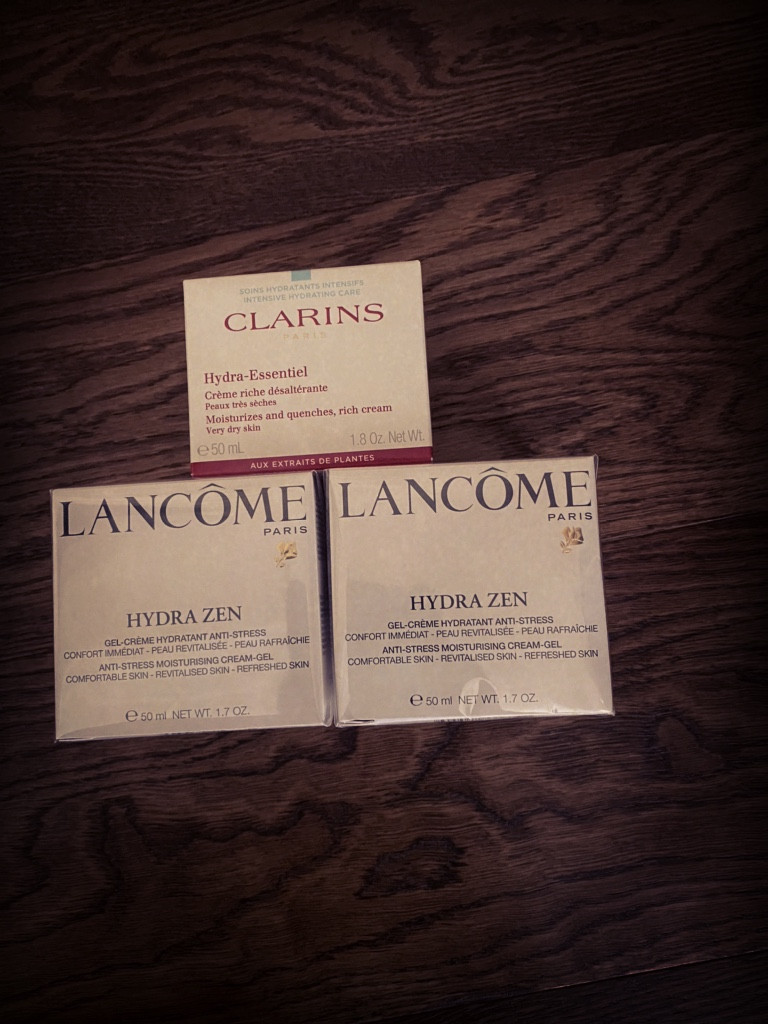 SOINS HYDRATANTS INTENSIFS
INTENSIVE HYDRATING CARE
CLARINS
PARIS
Hydra-Essentiel
Crème riche désaltérante
Peaux très sèches
Moisturizes and quenches, rich cream
Very dry skin
℮ 50 mL 1.8 Oz. Net Wt.
AUX EXTRAITS DE PLANTES
LANCÔME
PARIS
HYDRA ZEN
GEL-CRÈME HYDRATANT ANTI-STRESS
CONFORT IMMÉDIAT - PEAU REVITALISÉE - PEAU RAFRAÎCHIE
ANTI-STRESS MOISTURISING CREAM-GEL
COMFORTABLE SKIN - REVITALISED SKIN - REFRESHED SKIN
℮ 50 ml NET WT. 1.7 OZ.
LANCÔME
PARIS
HYDRA ZEN
GEL-CRÈME HYDRATANT ANTI-STRESS
CONFORT IMMÉDIAT - PEAU REVITALISÉE - PEAU RAFRAÎCHIE
ANTI-STRESS MOISTURISING CREAM-GEL
COMFORTABLE SKIN - REVITALISED SKIN - REFRESHED SKIN
℮ 50 ml NET WT. 1.7 OZ.